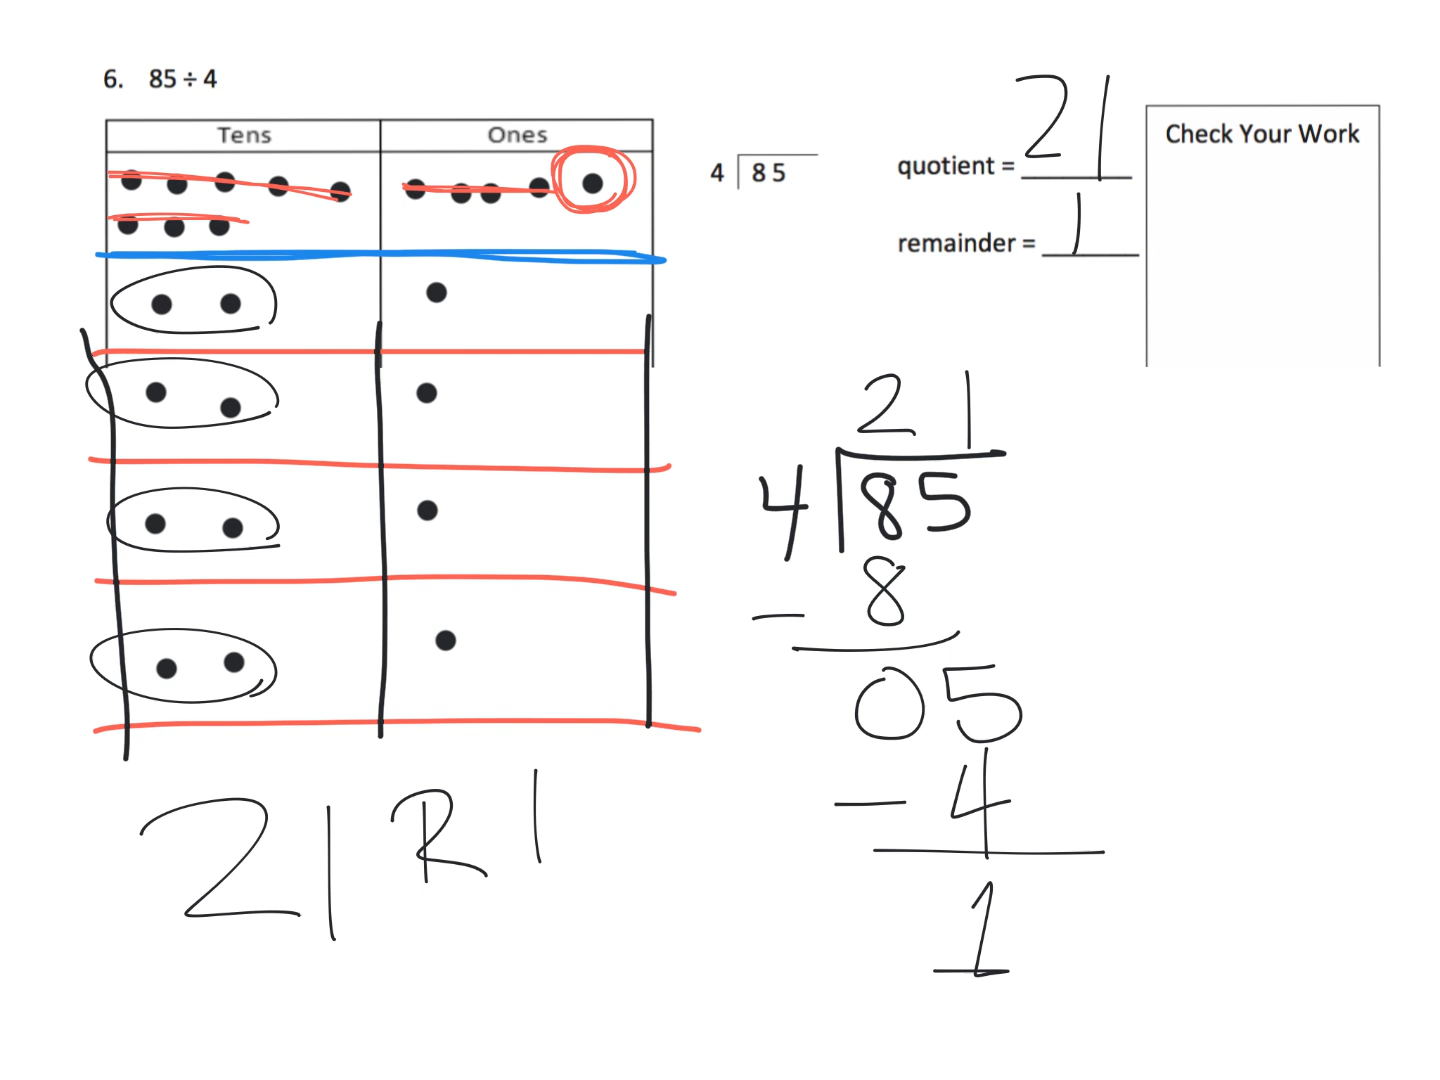 6. 85 ÷ 4
Tens Ones
4 85
quotient = 21
remainder = 1
Check Your Work
21
4 85
- 8
05
- 4
1
21 R 1